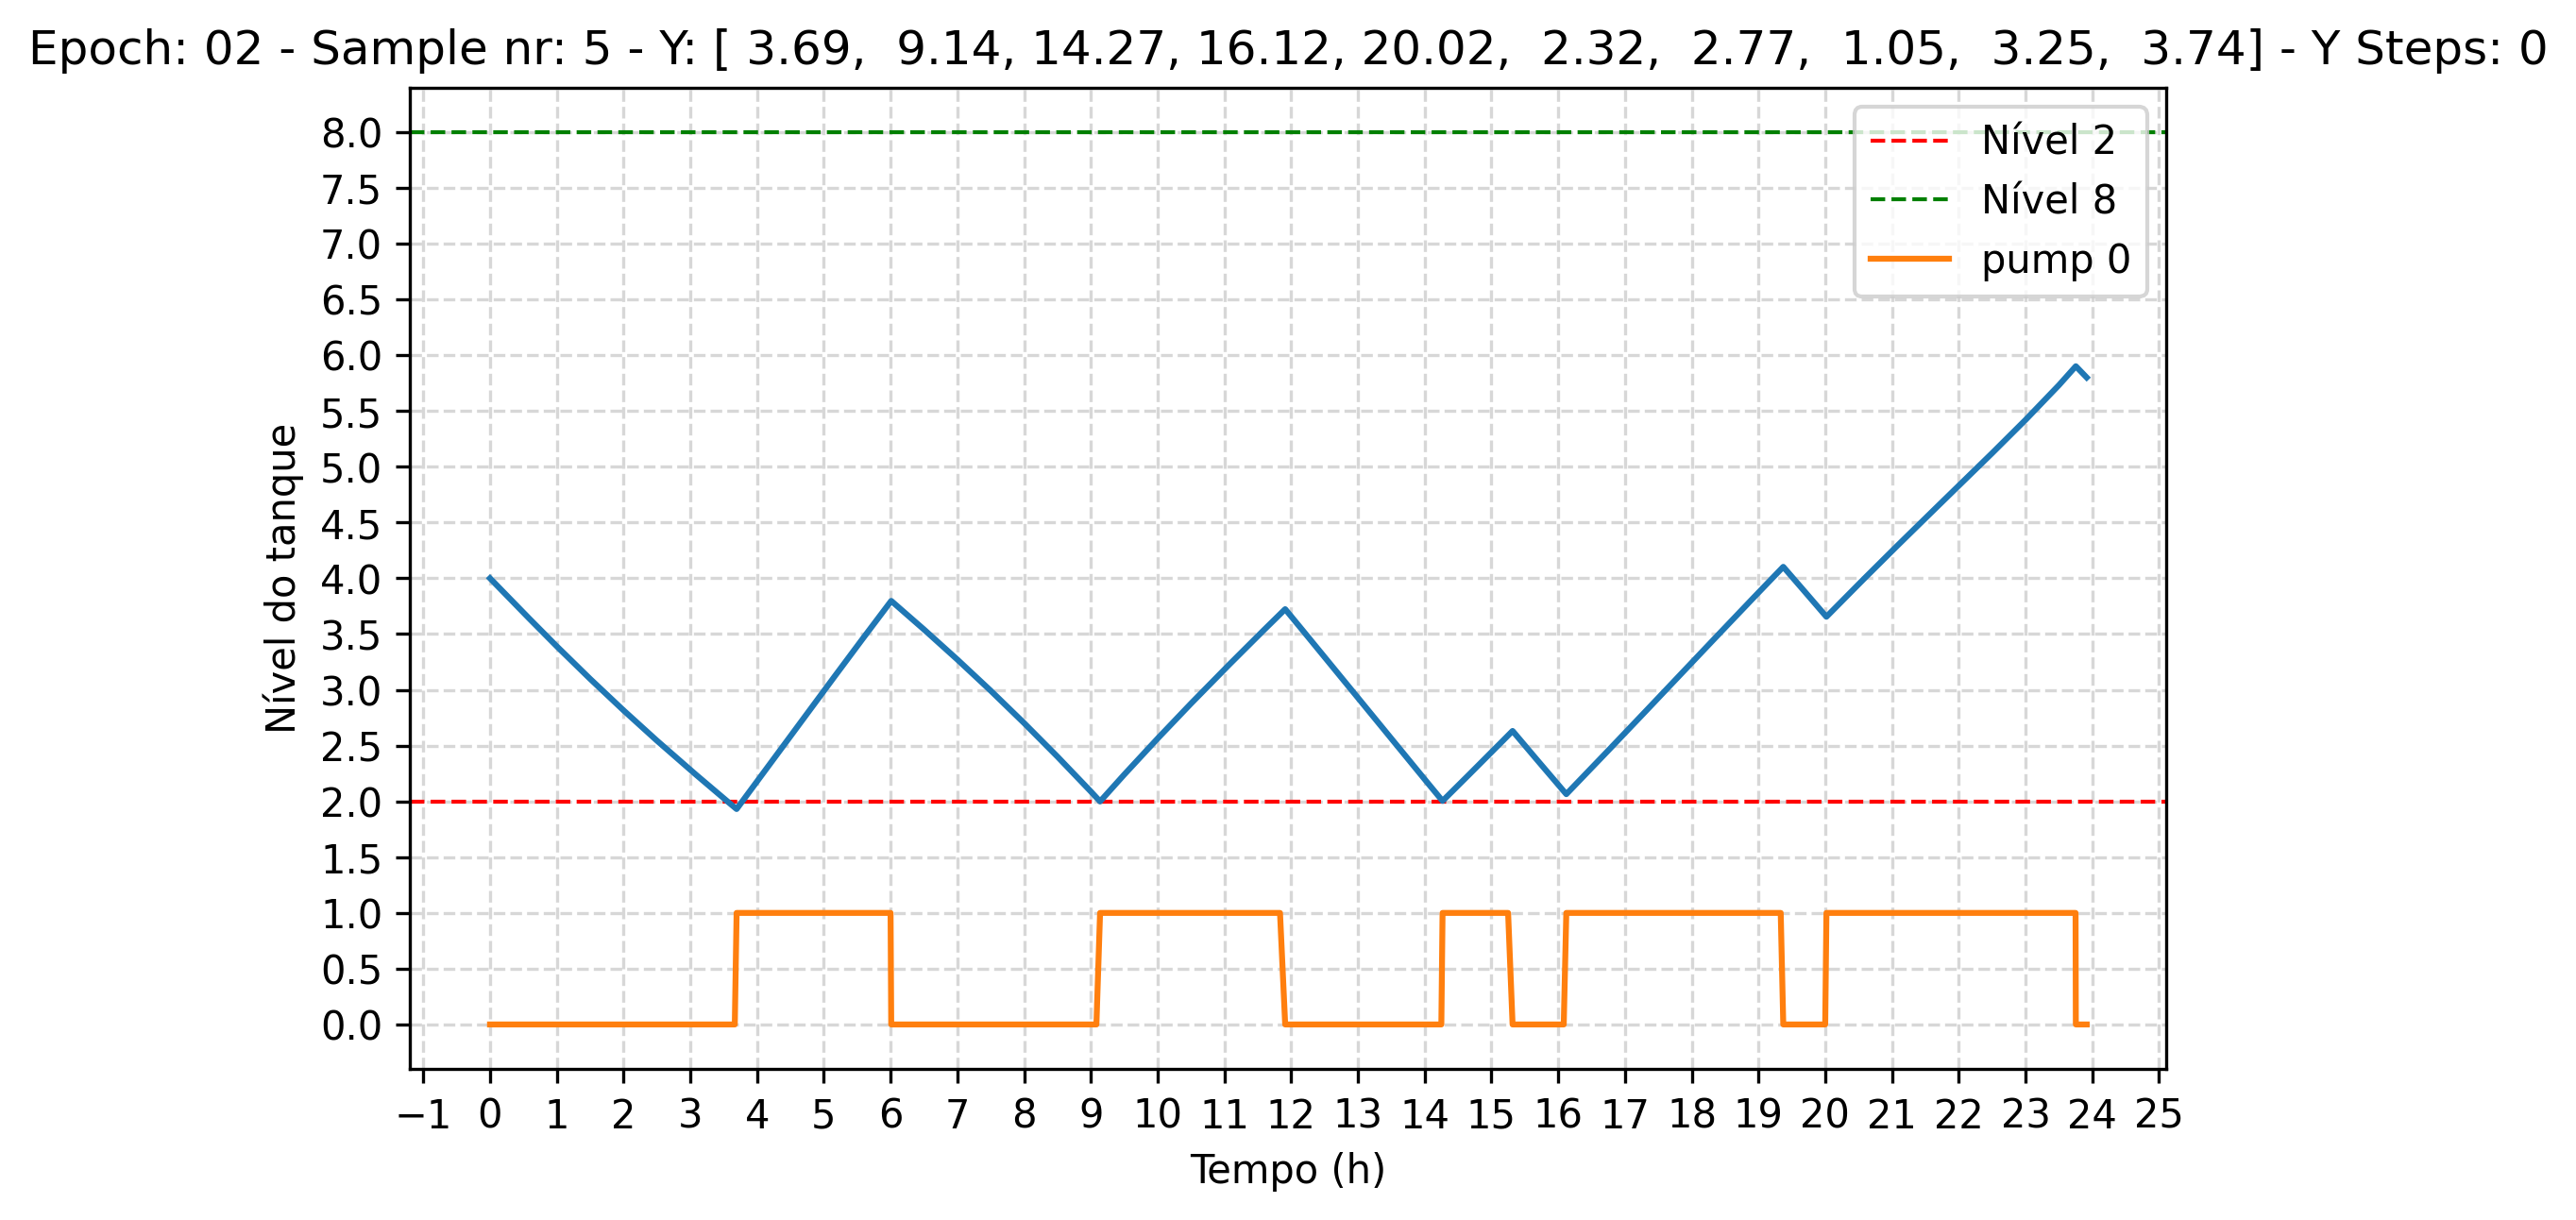 Epoch: 02 - Sample nr: 5 - Y: [ 3.69,  9.14, 14.27, 16.12, 20.02,  2.32,  2.77,  1.05,  3.25,  3.74] - Y Steps: 0
Nível 2
Nível 8
pump 0
Nível do tanque
8.0
7.5
7.0
6.5
6.0
5.5
5.0
4.5
4.0
3.5
3.0
2.5
2.0
1.5
1.0
0.5
0.0
−1 0 1 2 3 4 5 6 7 8 9 10 11 12 13 14 15 16 17 18 19 20 21 22 23 24 25
Tempo (h)